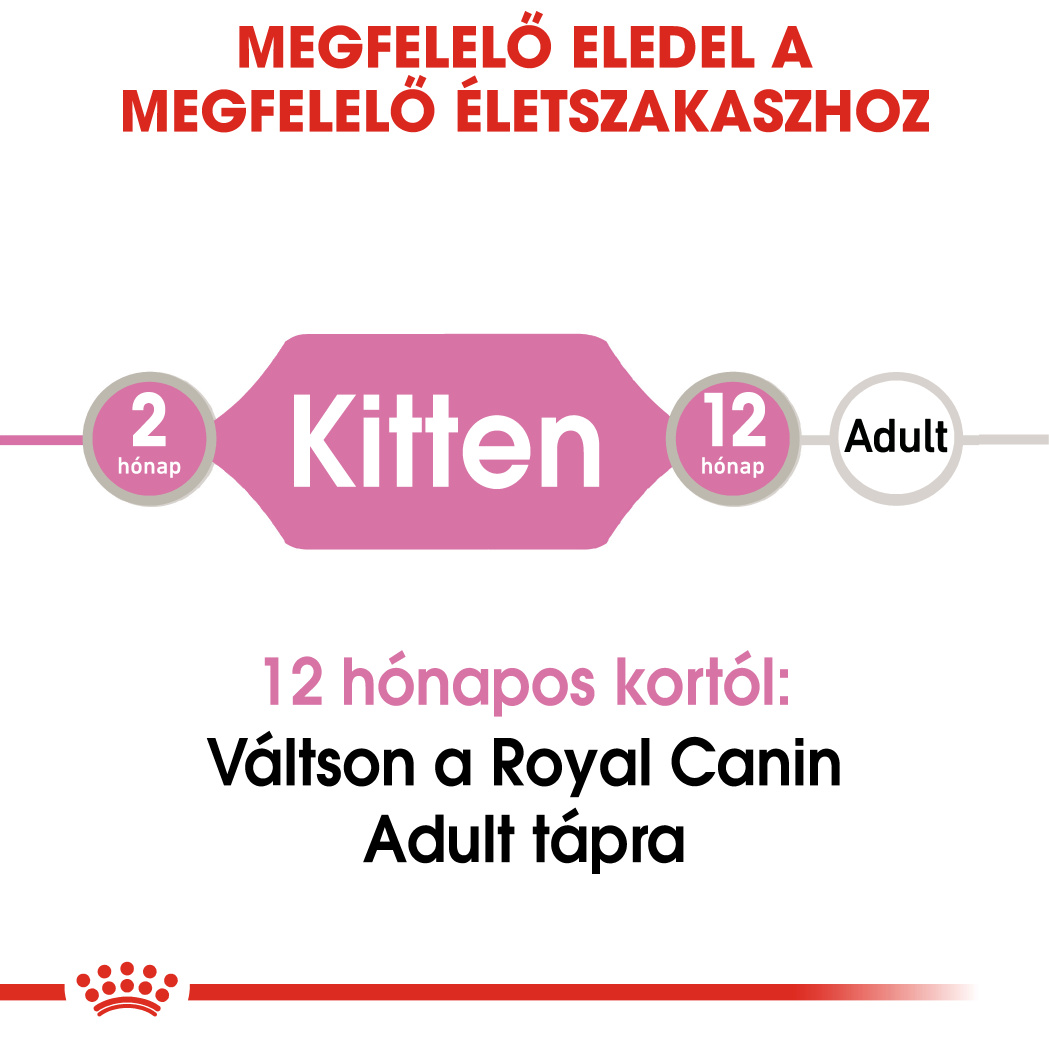 MEGFELELŐ ELEDEL A
MEGFELELŐ ÉLETSZAKASZHOZ
2
hónap
Kitten
12
hónap
Adult
12 hónapos kortól:
Váltson a Royal Canin
Adult tápra